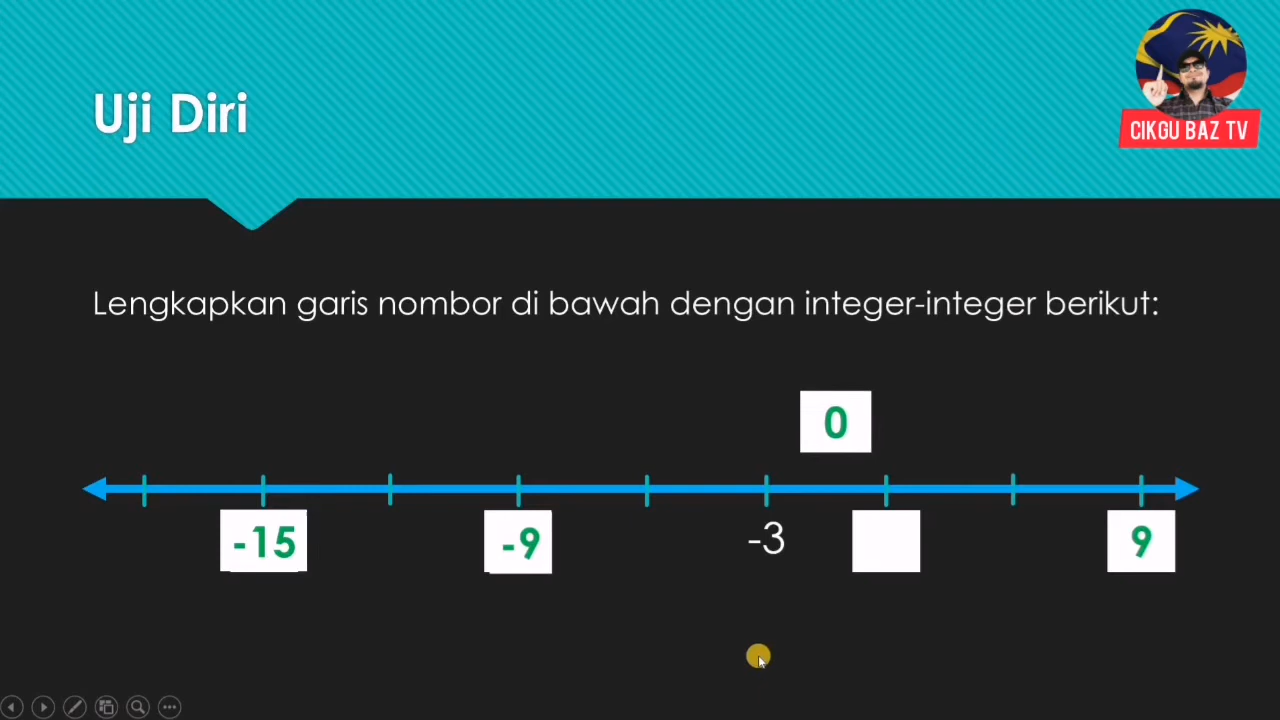 Uji Diri
CIKGU BAZ TV
Lengkapkan garis nombor di bawah dengan integer-integer berikut:
0
-15 -9 -3 9